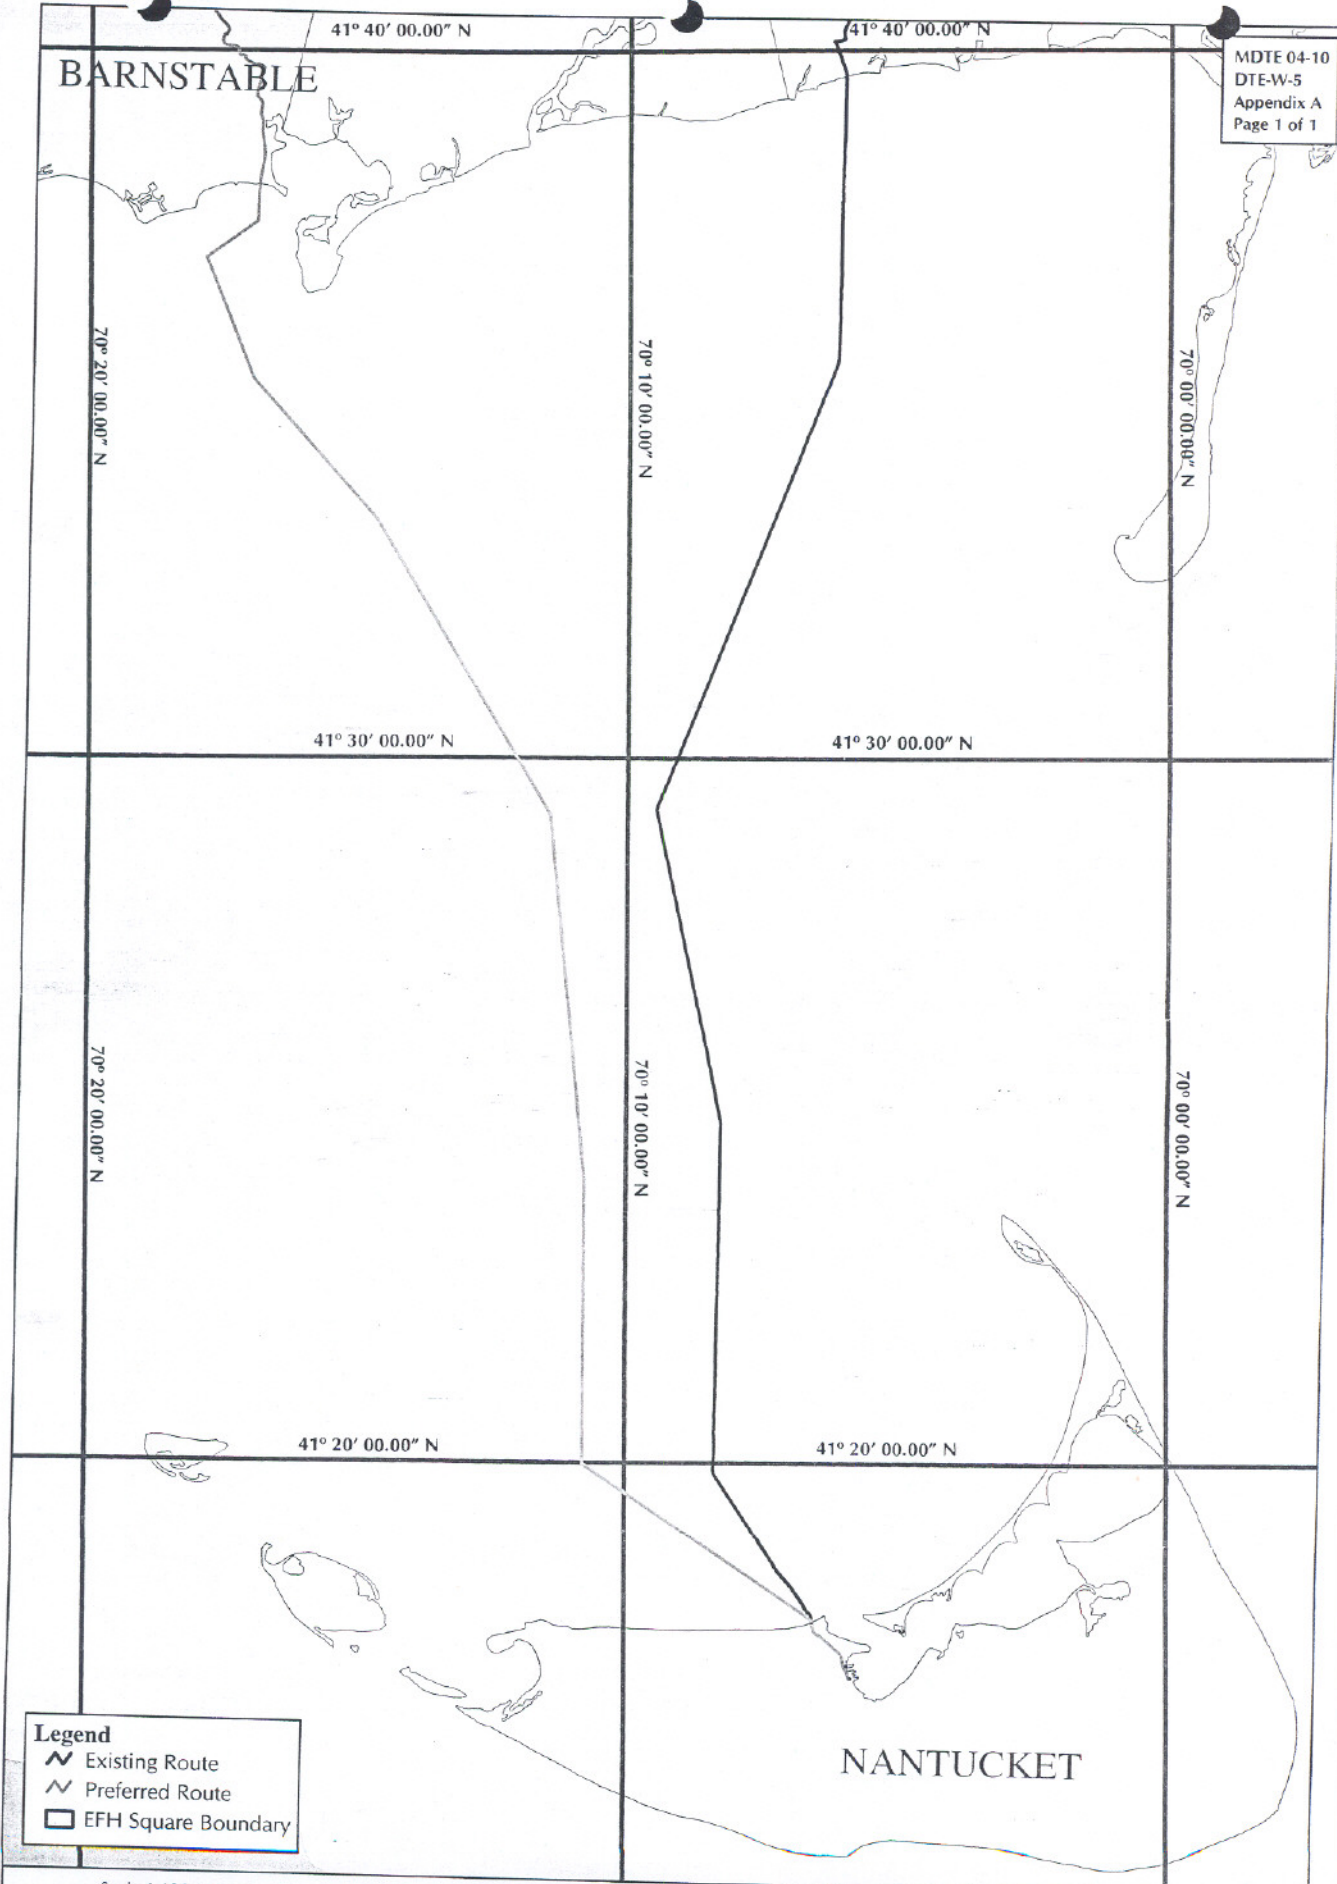 41° 40' 00.00" N
41° 40' 00.00" N
MDTE 04-10
DTE-W-5
Appendix A
Page 1 of 1
BARNSTABLE
70° 20' 00.00" N
70° 10' 00.00" N
70° 00' 00.00" N
41° 30' 00.00" N
41° 30' 00.00" N
70° 20' 00.00" N
70° 10' 00.00" N
70° 00' 00.00" N
41° 20' 00.00" N
41° 20' 00.00" N
NANTUCKET
Legend
Existing Route
Preferred Route
EFH Square Boundary